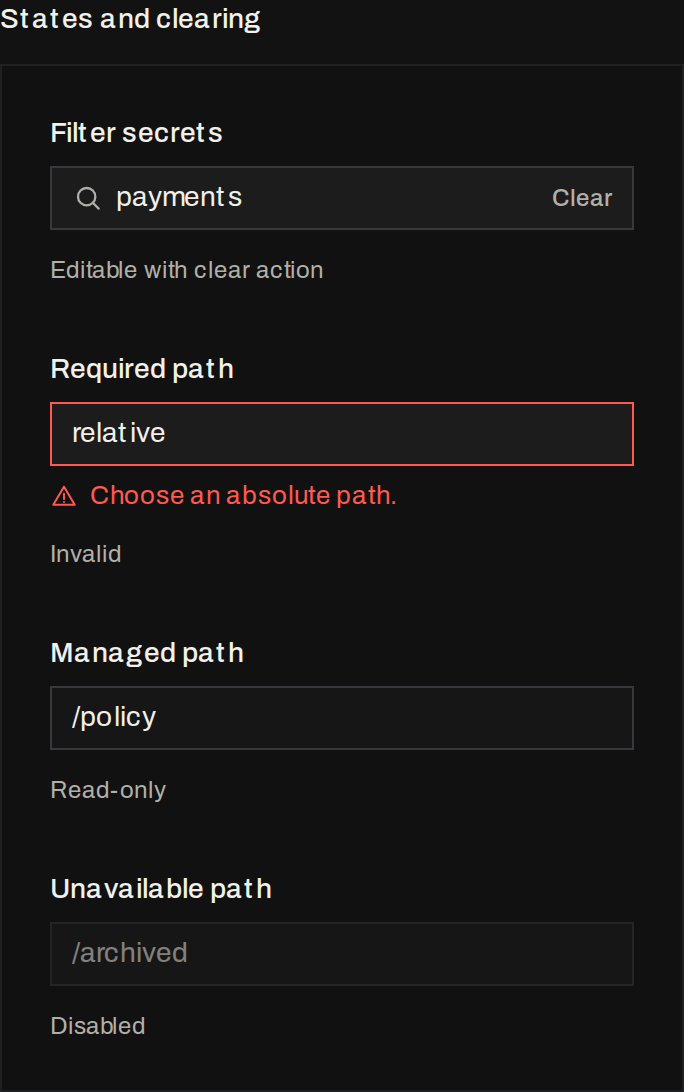 States and clearing
Filter secrets
payments
Clear
Editable with clear action
Required path
relative
Choose an absolute path.
Invalid
Managed path
/policy
Read-only
Unavailable path
/archived
Disabled